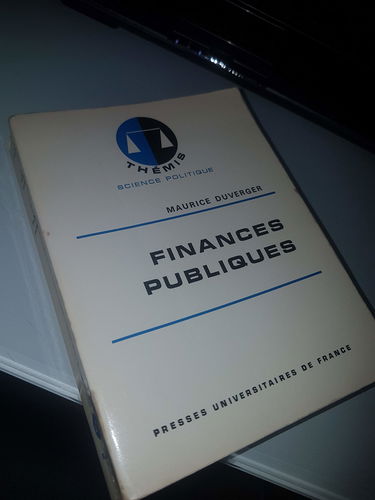 THÉMIS
SCIENCE POLITIQUE
MAURICE DUVERGER
FINANCES
PUBLIQUES
PRESSES UNIVERSITAIRES DE FRANCE